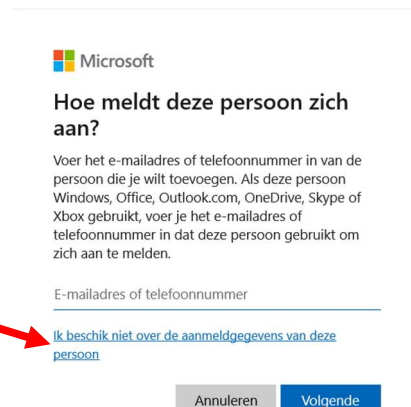 Microsoft
Hoe meldt deze persoon zich
aan?
Voer het e-mailadres of telefoonnummer in van de
persoon die je wilt toevoegen. Als deze persoon
Windows, Office, Outlook.com, OneDrive, Skype of
Xbox gebruikt, voer je het e-mailadres of
telefoonnummer in dat deze persoon gebruikt om
zich aan te melden.
E-mailadres of telefoonnummer
Ik beschik niet over de aanmeldgegevens van deze
persoon
Annuleren Volgende